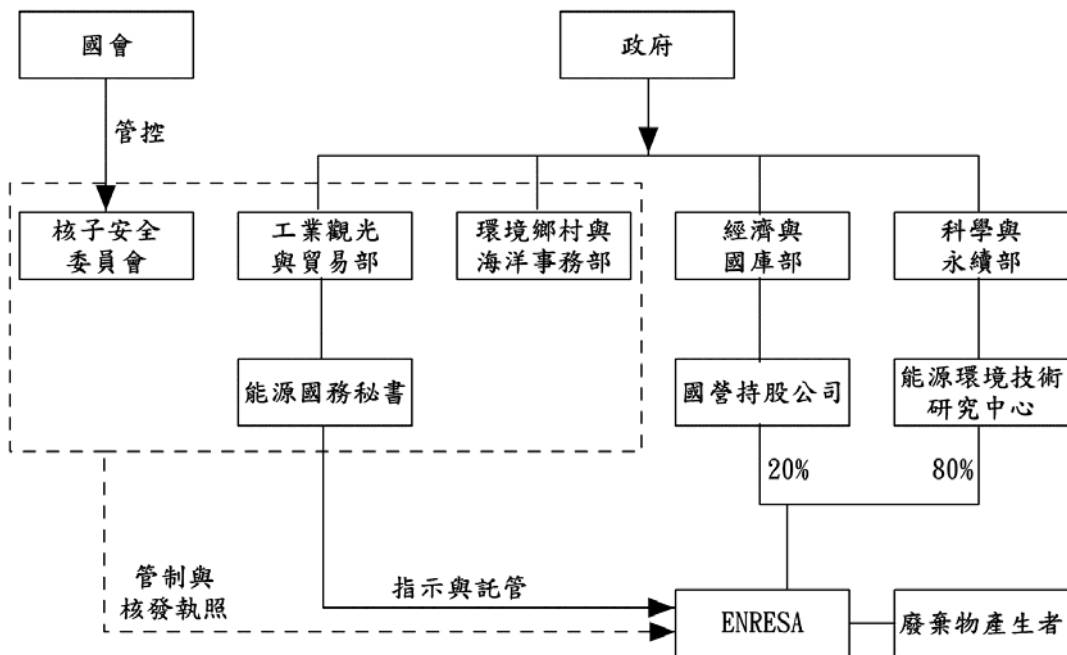 國會
政府
管控
核子安全
委員會
工業觀光
與貿易部
環境鄉村與
海洋事務部
經濟與
國庫部
科學與
永續部
能源國務秘書
國營持股公司
能源環境技術
研究中心
20%
80%
管制與
核發執照
指示與託管
ENRESA
廢棄物產生者